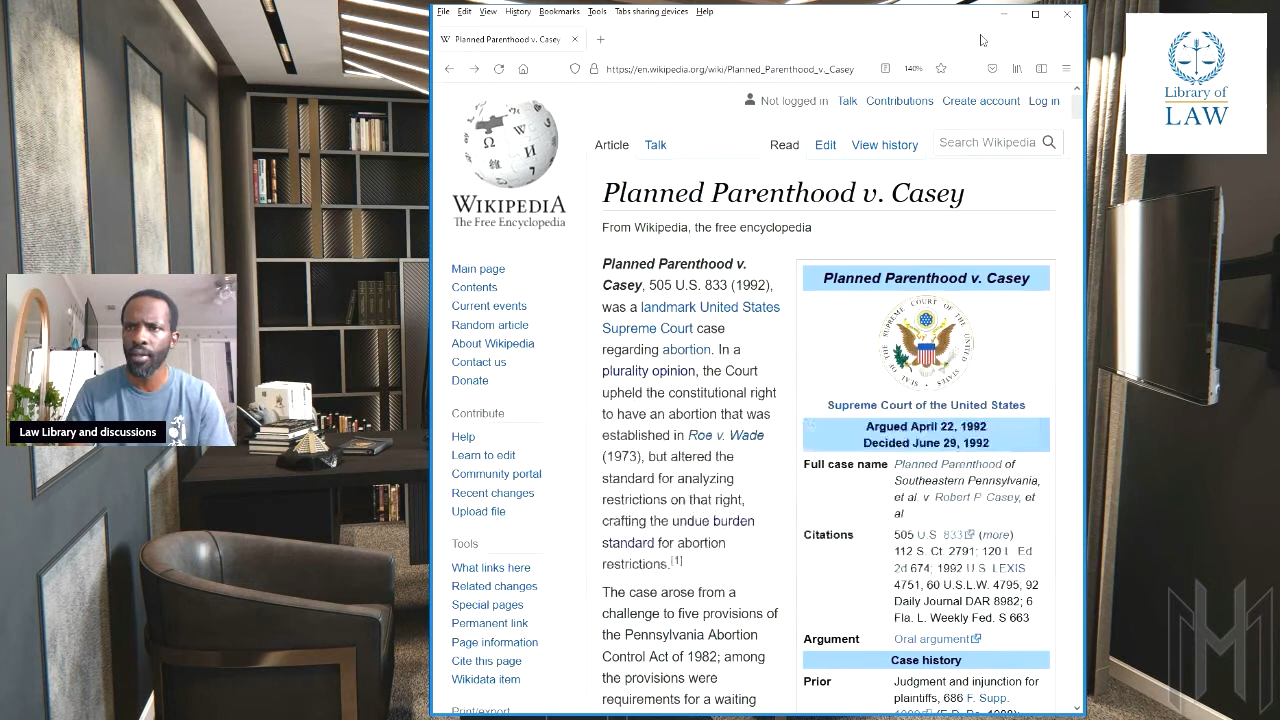 File Edit View History Bookmarks Tools Tabs sharing devices Help
W Planned Parenthood v. Casey
https://en.wikipedia.org/wiki/Planned_Parenthood_v._Casey
140%
Library of
LAW
Not logged in Talk Contributions Create account Log in
Article Talk Read Edit View history Search Wikipedia
WIKIPEDIA
The Free Encyclopedia
Main page
Contents
Current events
Random article
About Wikipedia
Contact us
Donate
Contribute
Help
Learn to edit
Community portal
Recent changes
Upload file
Tools
What links here
Related changes
Special pages
Permanent link
Page information
Cite this page
Wikidata item
Print/export
Planned Parenthood v. Casey
From Wikipedia, the free encyclopedia
Planned Parenthood v.
Casey, 505 U.S. 833 (1992),
was a landmark United States
Supreme Court case
regarding abortion. In a
plurality opinion, the Court
upheld the constitutional right
to have an abortion that was
established in Roe v. Wade
(1973), but altered the
standard for analyzing
restrictions on that right,
crafting the undue burden
standard for abortion
restrictions.[1]
The case arose from a
challenge to five provisions of
the Pennsylvania Abortion
Control Act of 1982; among
the provisions were
requirements for a waiting
Planned Parenthood v. Casey
SUPREME COURT OF THE UNITED STATES
SEAL OF THE
Supreme Court of the United States
Argued April 22, 1992
Decided June 29, 1992
Full case name Planned Parenthood of
Southeastern Pennsylvania,
et al. v. Robert P. Casey, et
al
Citations 505 U.S. 833 (more)
112 S. Ct. 2791; 120 L. Ed.
2d 674; 1992 U.S. LEXIS
4751, 60 U.S.L.W. 4795, 92
Daily Journal DAR 8982; 6
Fla. L. Weekly Fed. S 663
Argument Oral argument
Case history
Prior Judgment and injunction for
plaintiffs, 686 F. Supp.
Law Library and discussions